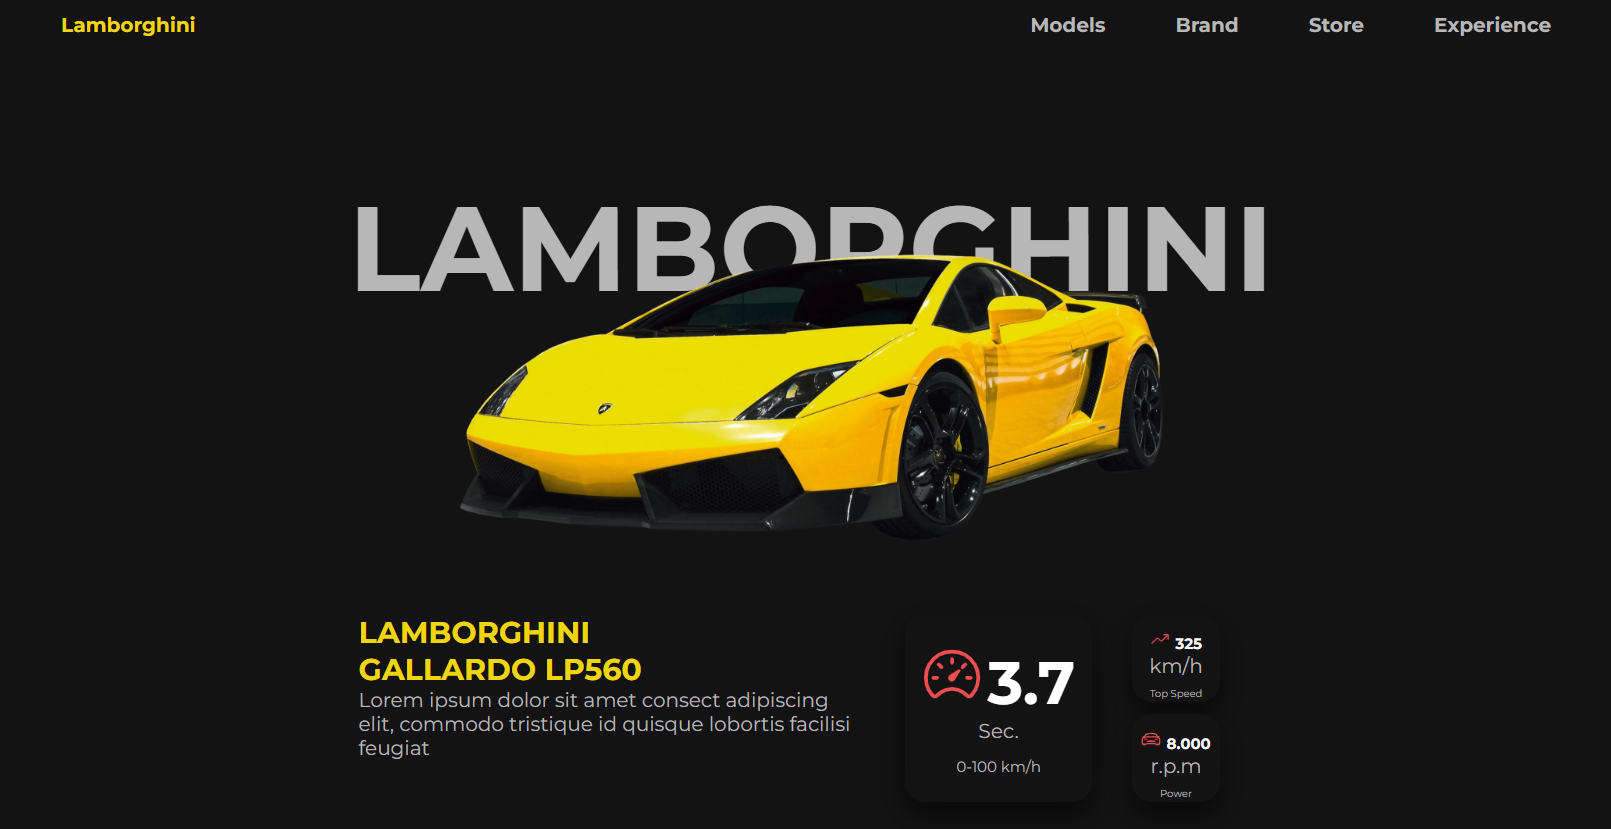 Lamborghini
Models Brand Store Experience
LAMBORGHINI
LAMBORGHINI
GALLARDO LP560
Lorem ipsum dolor sit amet consect adipiscing
elit, commodo tristique id quisque lobortis facilisi
feugiat
3.7
Sec.
0-100 km/h
325
km/h
Top Speed
8.000
r.p.m
Power